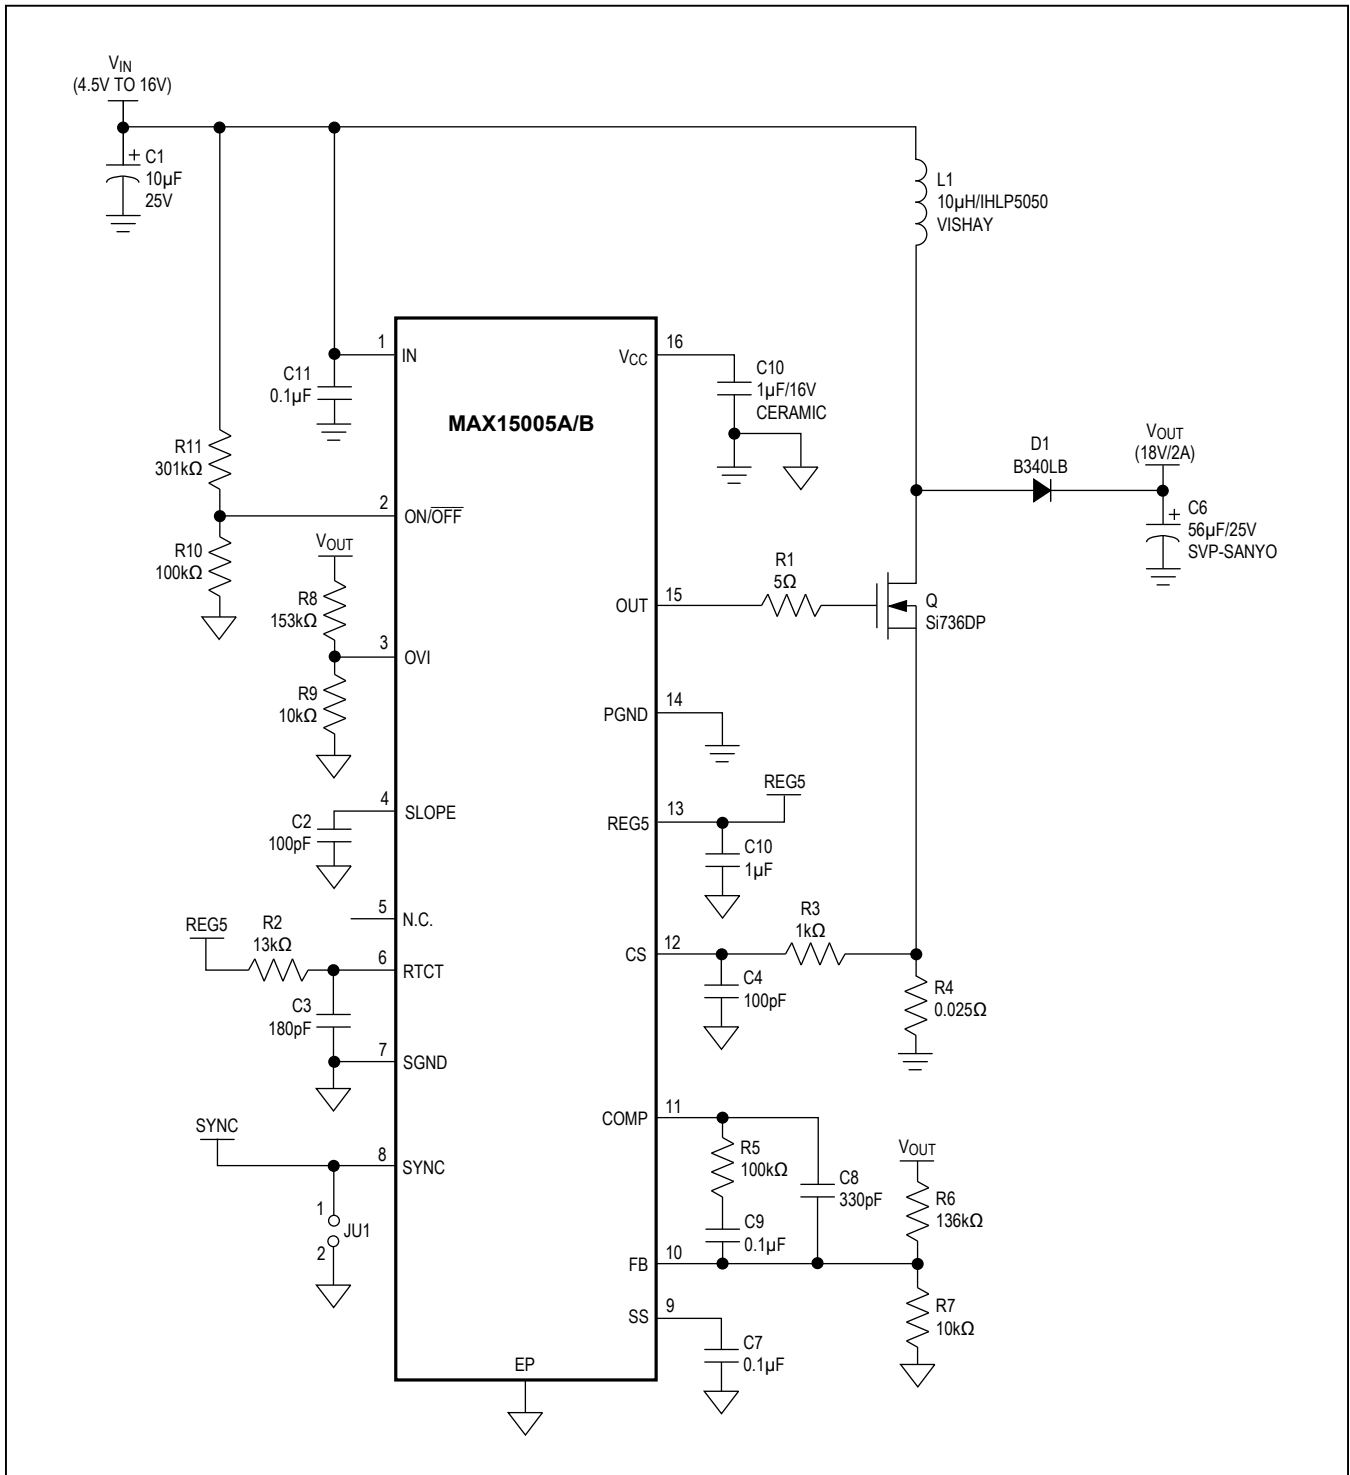 VIN
(4.5V TO 16V)
+ C1
10µF
25V
L1
10µH/IHLP5050
VISHAY
1
IN
C11
0.1µF
16
VCC
C10
1µF/16V
CERAMIC
MAX15005A/B
R11
301kΩ
D1
B340LB
VOUT
(18V/2A)
+ C6
56µF/25V
SVP-SANYO
2
ON/OFF
R10
100kΩ
VOUT
R8
153kΩ
R1
5Ω
15
OUT
Q
Si736DP
3
OVI
R9
10kΩ
14
PGND
REG5
4
SLOPE
C2
100pF
13
REG5
C10
1µF
5
N.C.
REG5
R2
13kΩ
6
RTCT
C3
180pF
R3
1kΩ
12
CS
C4
100pF
R4
0.025Ω
7
SGND
11
COMP
SYNC
8
SYNC
R5
100kΩ
C8
330pF
VOUT
R6
136kΩ
1
JU1
2
C9
0.1µF
10
FB
9
SS
R7
10kΩ
C7
0.1µF
EP